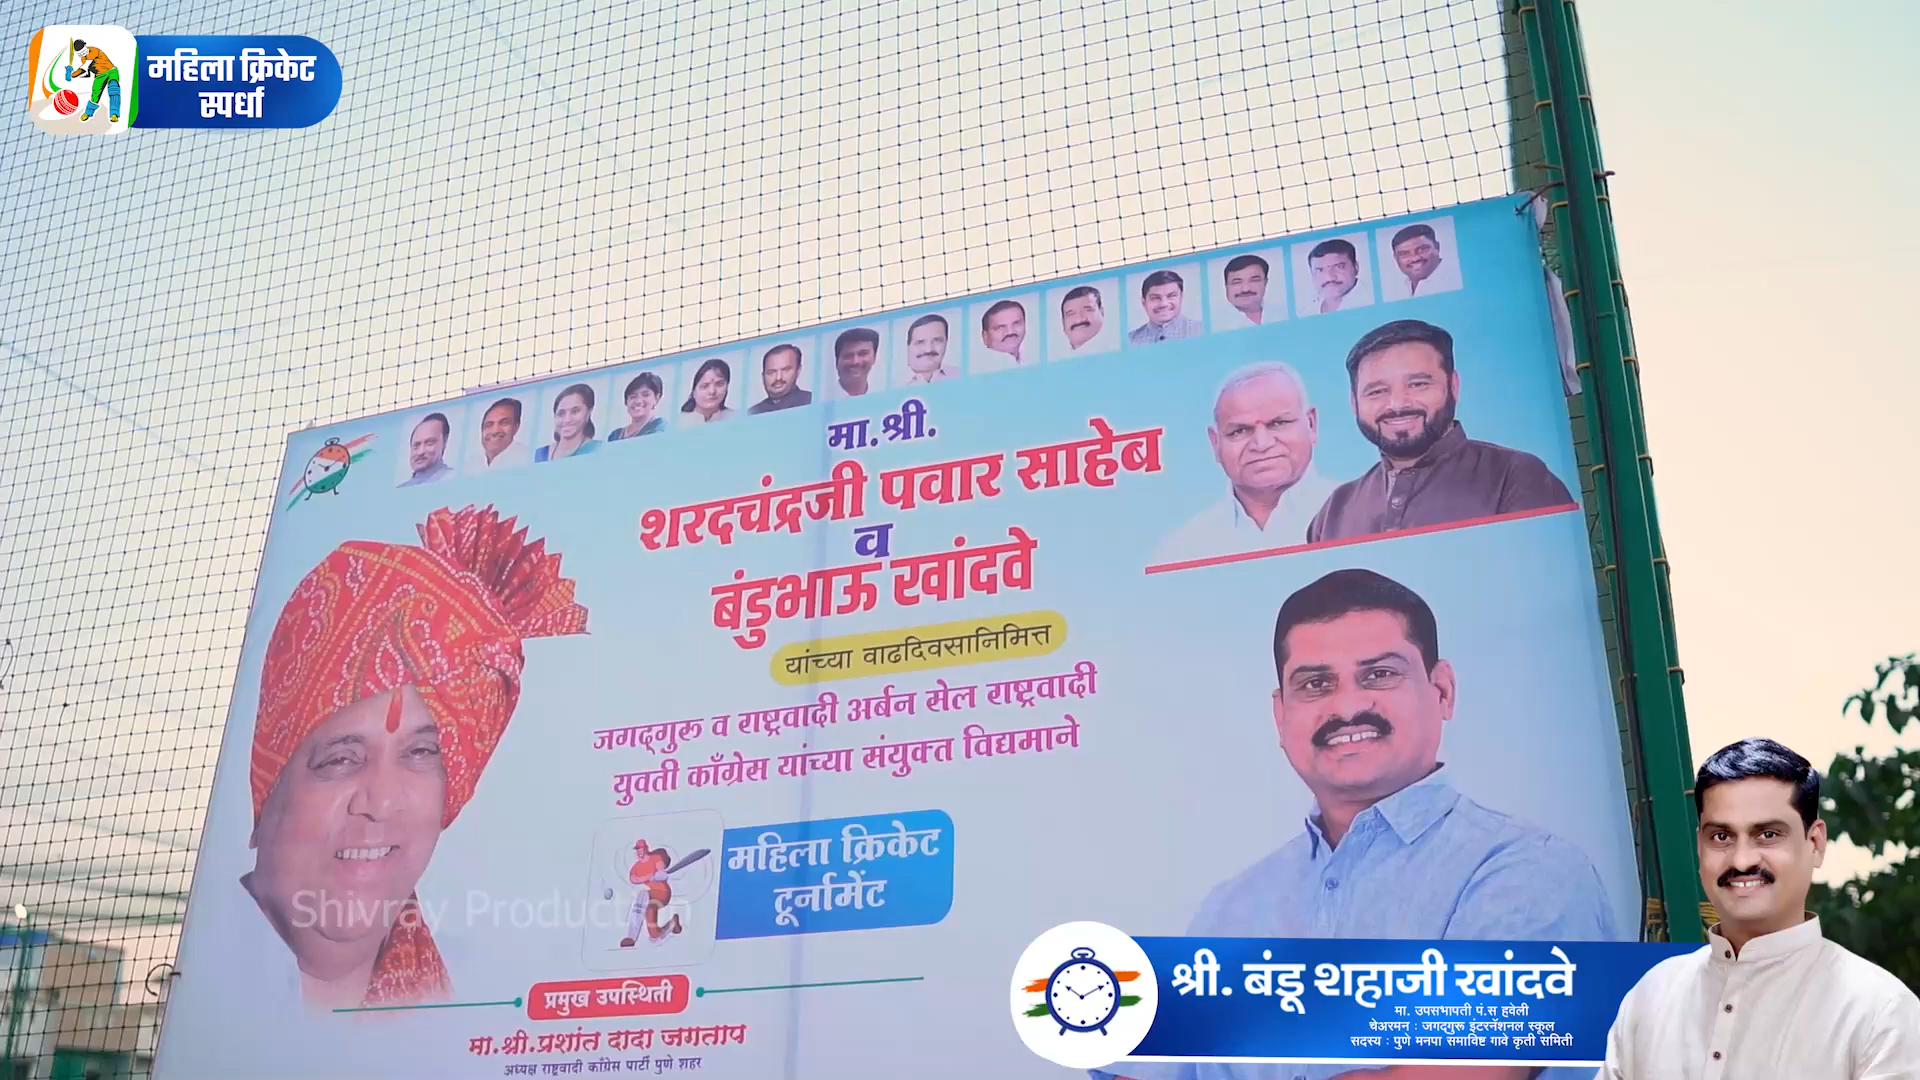 महिला क्रिकेट
स्पर्धा
मा.श्री.
शरदचंद्रजी पवार साहेब
व
बंडुभाऊ खांदवे
यांच्या वाढदिवसानिमित्त
जगद्गुरू व राष्ट्रवादी अर्बन सेल राष्ट्रवादी
युवती काँग्रेस यांच्या संयुक्त विद्यमाने
महिला क्रिकेट
टूर्नामेंट
Shivray Production
प्रमुख उपस्थिती
मा.श्री.प्रशांत दादा जगताप
अध्यक्ष राष्ट्रवादी काँग्रेस पार्टी पुणे शहर
श्री. बंडू शहाजी खांदवे
मा. उपसभापती पं.स हवेली
चेअरमन : जगद्गुरू इंटरनॅशनल स्कूल
सदस्य : पुणे मनपा समाविष्ट गावे कृती समिती